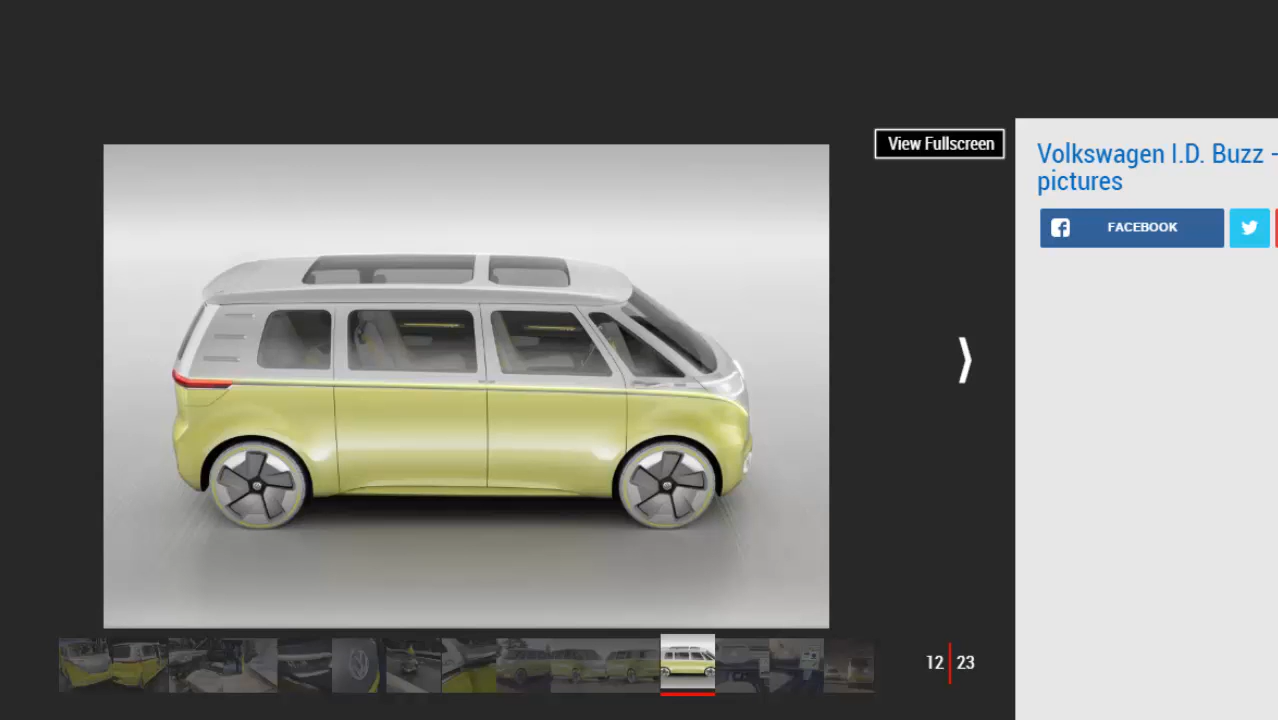 View Fullscreen
Volkswagen I.D. Buzz -
pictures
FACEBOOK
12 23